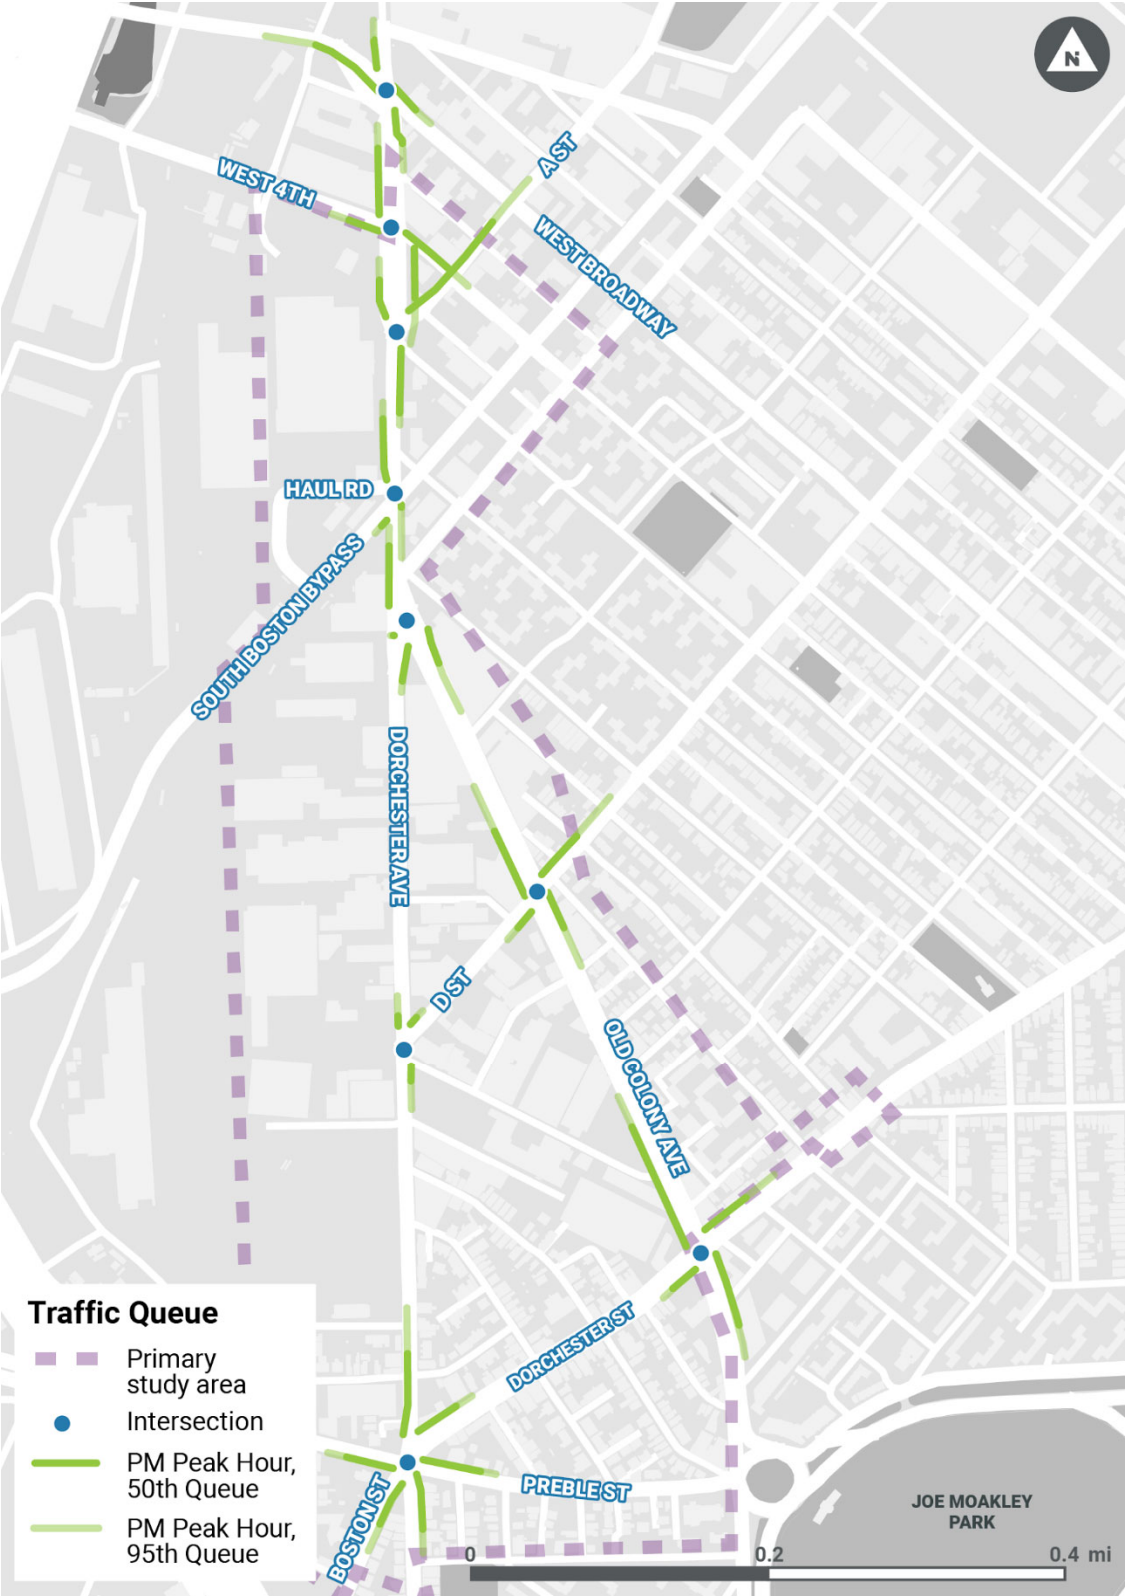 N
A ST
WEST 4TH
WEST BROADWAY
HAUL RD
SOUTH BOSTON BYPASS
DORCHESTER AVE
D ST
OLD COLONY AVE
DORCHESTER ST
PREBLE ST
BOSTON ST
JOE MOAKLEY
PARK
Traffic Queue
Primary
study area
Intersection
PM Peak Hour,
50th Queue
PM Peak Hour,
95th Queue
0 0.2 0.4 mi